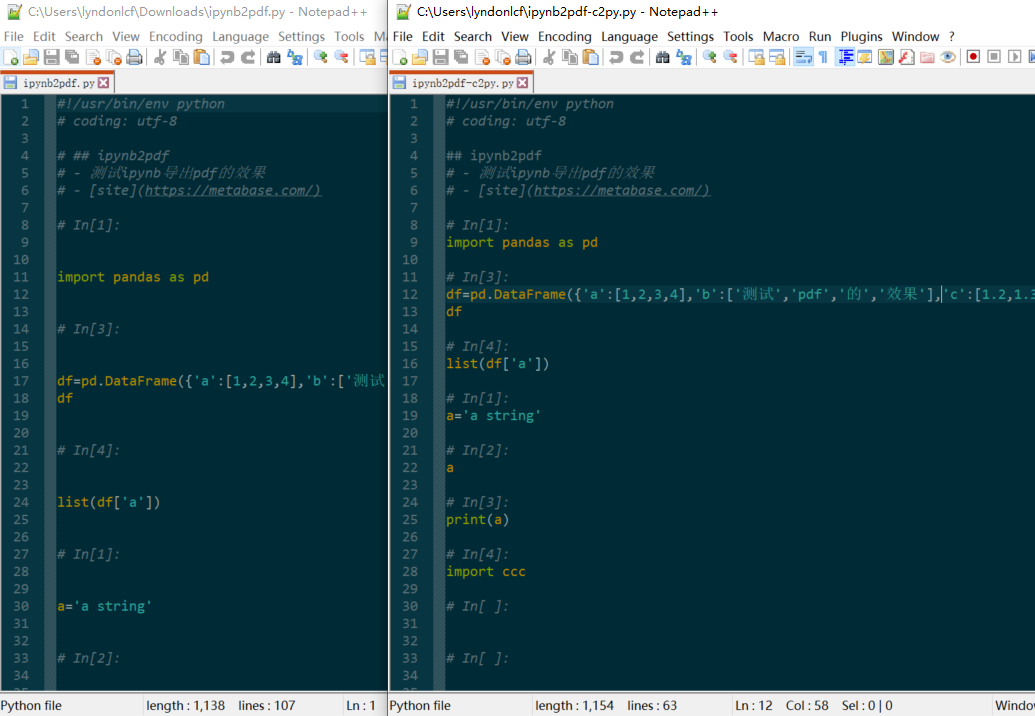 C:\Users\lyndonlcf\Downloads\ipynb2pdf.py - Notepad++
File Edit Search View Encoding Language Settings Tools Ma
ipynb2pdf.py
1 #!/usr/bin/env python
2 # coding: utf-8
3
4 # ## ipynb2pdf
5 # - 测试ipynb导出pdf的效果
6 # - [site](https://metabase.com/)
7
8 # In[1]:
9
10
11 import pandas as pd
12
13
14 # In[3]:
15
16
17 df=pd.DataFrame({'a':[1,2,3,4],'b':['测试
18 df
19
20
21 # In[4]:
22
23
24 list(df['a'])
25
26
27 # In[1]:
28
29
30 a='a string'
31
32
33 # In[2]:
34
Python file length : 1,138 lines : 107 Ln : 1
C:\Users\lyndonlcf\ipynb2pdf-c2py.py - Notepad++
File Edit Search View Encoding Language Settings Tools Macro Run Plugins Window ?
ipynb2pdf-c2py.py
1 #!/usr/bin/env python
2 # coding: utf-8
3
4 ## ipynb2pdf
5 # - 测试ipynb导出pdf的效果
6 # - [site](https://metabase.com/)
7
8 # In[1]:
9 import pandas as pd
10
11 # In[3]:
12 df=pd.DataFrame({'a':[1,2,3,4],'b':['测试','pdf','的','效果'],'c':[1.2,1.3
13 df
14
15 # In[4]:
16 list(df['a'])
17
18 # In[1]:
19 a='a string'
20
21 # In[2]:
22 a
23
24 # In[3]:
25 print(a)
26
27 # In[4]:
28 import ccc
29
30 # In[ ]:
31
32
33 # In[ ]:
34
Python file length : 1,154 lines : 63 Ln : 12 Col : 58 Sel : 0 | 0 Windo